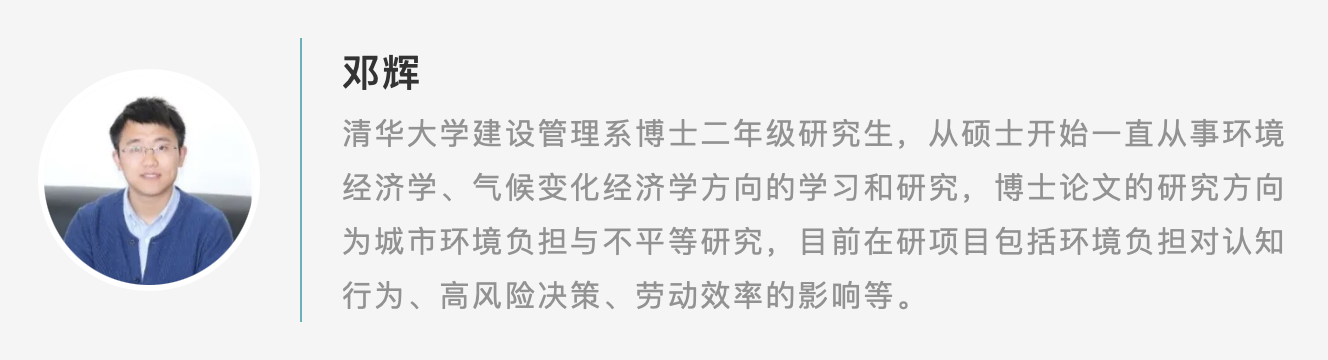 邓辉
清华大学建设管理系博士二年级研究生，从硕士开始一直从事环境
经济学、气候变化经济学方向的学习和研究，博士论文的研究方向
为城市环境负担与不平等研究，目前在研项目包括环境负担对认知
行为、高风险决策、劳动效率的影响等。